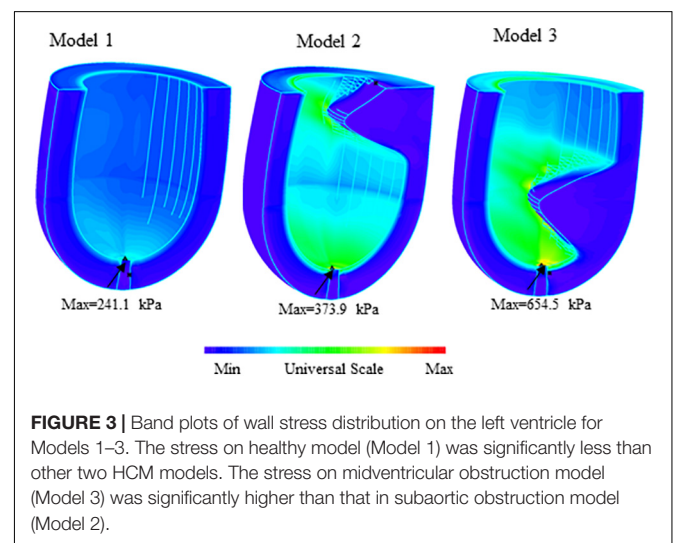 Model 1
Model 2
Model 3
Max=241.1 kPa
Max=373.9 kPa
Max=654.5 kPa
Min Universal Scale Max
FIGURE 3 | Band plots of wall stress distribution on the left ventricle for
Models 1–3. The stress on healthy model (Model 1) was significantly less than
other two HCM models. The stress on midventricular obstruction model
(Model 3) was significantly higher than that in subaortic obstruction model
(Model 2).